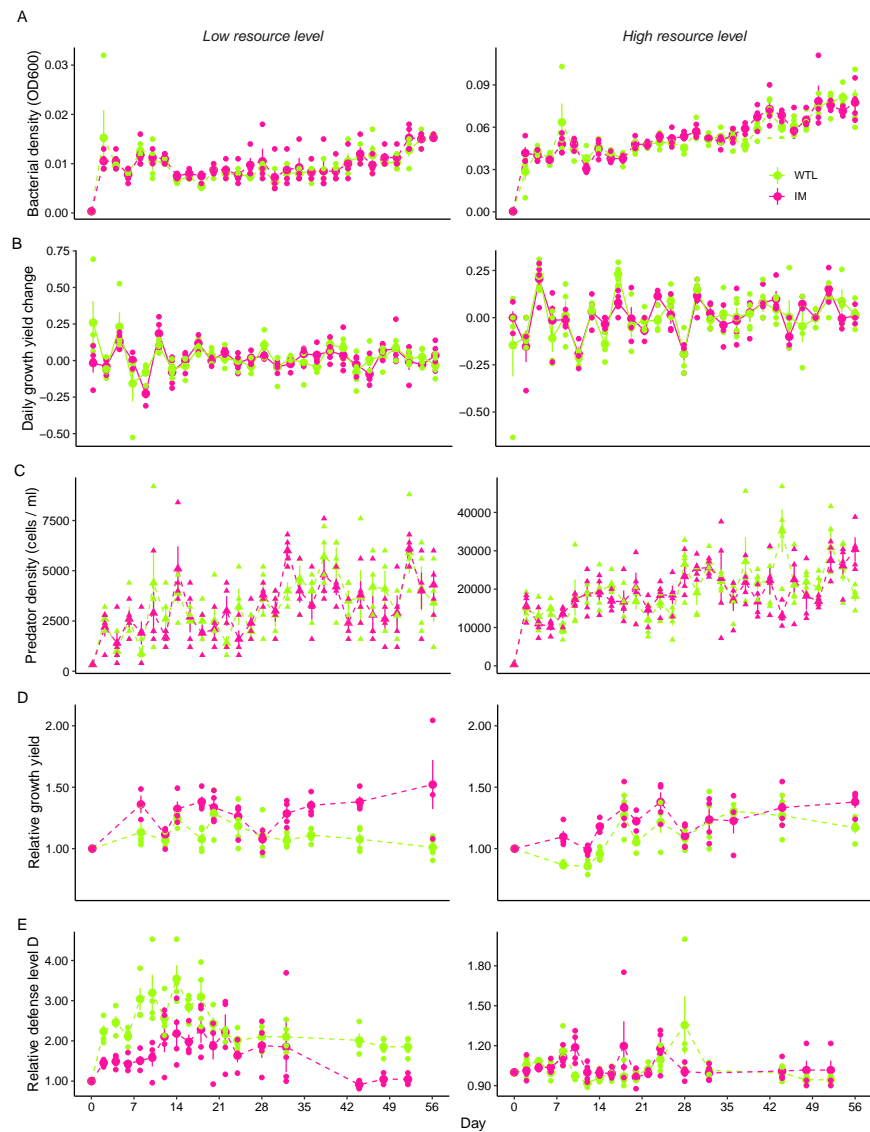 A
Low resource level
High resource level
Bacterial density (OD600)
0.03
0.02
0.01
0.00
0.09
0.06
0.03
0.00
WTL
IM
B
Daily growth yield change
0.75
0.50
0.25
0.00
−0.25
−0.50
0.25
0.00
−0.25
−0.50
C
Predator density (cells / ml)
7500
5000
2500
0
40000
30000
20000
10000
0
D
Relative growth yield
2.00
1.50
1.00
2.00
1.50
1.00
E
Relative defense level D
4.00
3.00
2.00
1.00
1.80
1.50
1.20
0.90
0 7 14 21 28 35 42 49 56
0 7 14 21 28 35 42 49 56
Day